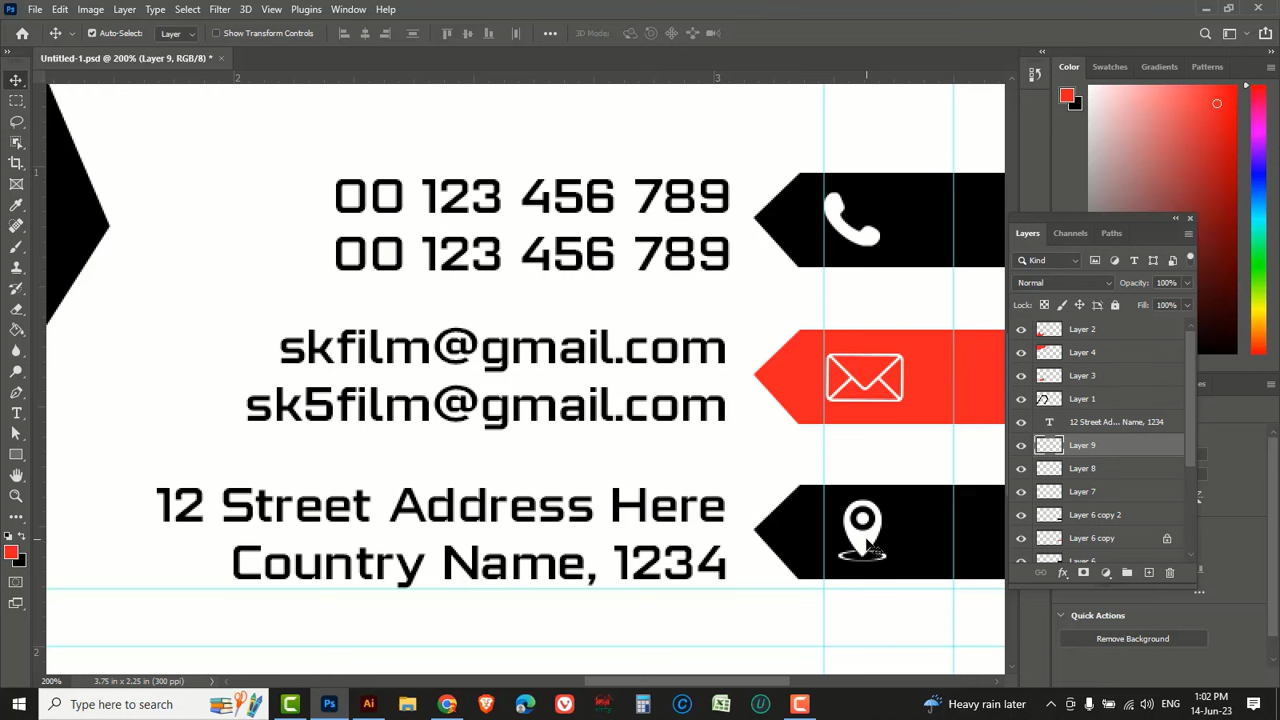 File Edit Image Layer Type Select Filter 3D View Plugins Window Help
Auto-Select: Layer Show Transform Controls 3D Mode:
Untitled-1.psd @ 200% (Layer 9, RGB/8) *
Color Swatches Gradients Patterns
2 3
1
00 123 456 789
00 123 456 789
skfilm@gmail.com
sk5film@gmail.com
12 Street Address Here
Country Name, 1234
2
Layers Channels Paths
Kind
Normal Opacity: 100%
Lock: Fill: 100%
Layer 2
Layer 4
Layer 3
Layer 1
T 12 Street Ad... Name, 1234
Layer 9
Layer 8
Layer 7
Layer 6 copy 2
Layer 6 copy
Quick Actions
Remove Background
200% 3.75 in x 2.25 in (300 ppi)
Type here to search
Heavy rain later
ENG
1:02 PM
14-Jun-23